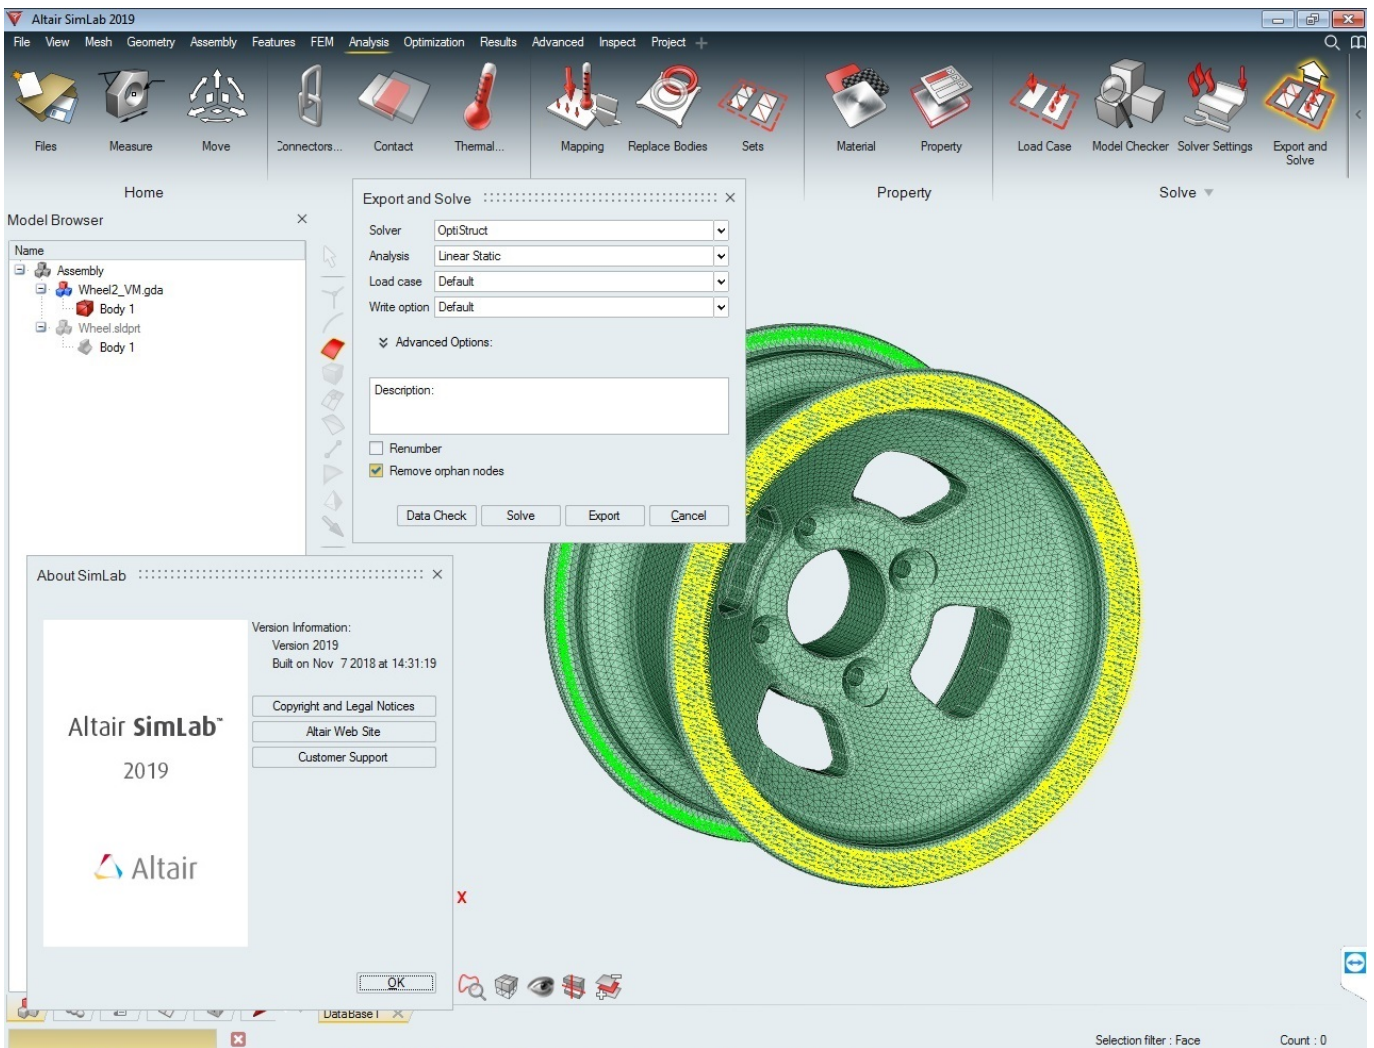 Altair SimLab 2019
File View Mesh Geometry Assembly Features FEM Analysis Optimization Results Advanced Inspect Project
Files Measure Move Connectors... Contact Thermal... Mapping Replace Bodies Sets Material Property Load Case Model Checker Solver Settings Export and
Solve
Home Property Solve
Model Browser
Name
Assembly
Wheel2_VM.gda
Body 1
Wheel.sldprt
Body 1
Export and Solve
Solver OptiStruct
Analysis Linear Static
Load case Default
Write option Default
Advanced Options:
Description:
Renumber
Remove orphan nodes
Data Check Solve Export Cancel
About SimLab
Version Information:
Version 2019
Built on Nov 7 2018 at 14:31:19
Copyright and Legal Notices
Altair Web Site
Customer Support
Altair SimLab™
2019
Altair
X
OK
DataBase1
Selection filter : Face Count : 0